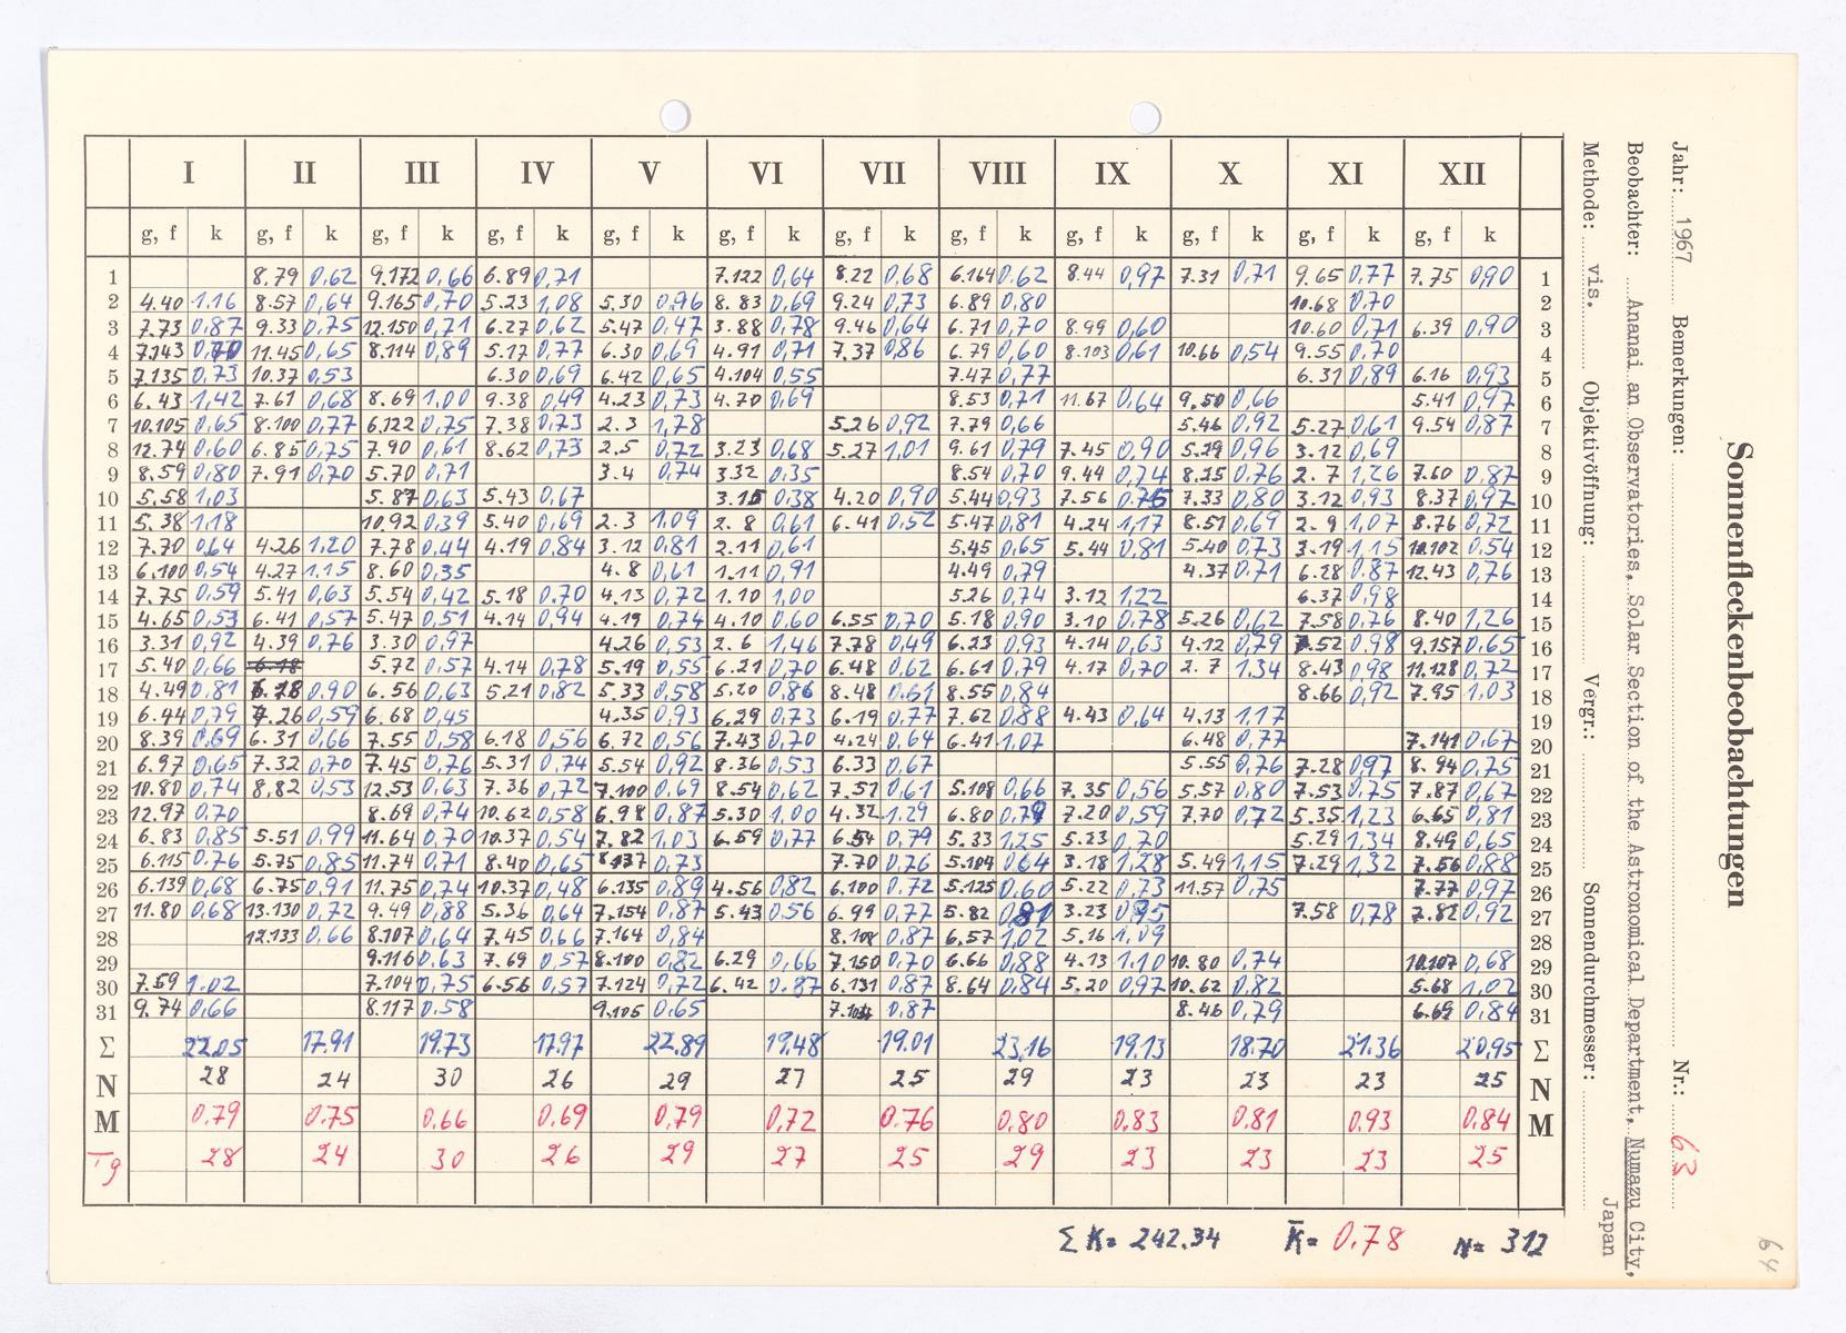 Sonnenfleckenbeobachtungen
64
Jahr: 1967 Bemerkungen: Nr.: 63
Beobachter: Ananai an Observatories, Solar Section of the Astronomical Department, Numazu City,
Japan
Methode: vis. Objektivöffnung: Vergr.: Sonnendurchmesser:
I II III IV V VI VII VIII IX X XI XII
g, f k g, f k g, f k g, f k g, f k g, f k g, f k g, f k g, f k g, f k g, f k g, f k
1 8.79 0,62 9.172 0,66 6.89 0,71 7.122 0,64 8.22 0,68 6.164 0,62 8.44 0,97 7.31 0,71 9.65 0,77 7.75 0,90 1
2 4.40 1,16 8.57 0,64 9.165 0,70 5.23 1,08 5.30 0,96 8.83 0,69 9.24 0,73 6.89 0,80 10.68 0,70 2
3 7.73 0,87 9.33 0,75 12.150 0,71 6.27 0,62 5.47 0,47 3.88 0,78 9.46 0,64 6.71 0,70 8.99 0,60 10.60 0,71 6.39 0,90 3
4 7.143 0,70 11.45 0,65 8.114 0,89 5.17 0,77 6.30 0,69 4.91 0,71 7.37 0,86 6.79 0,60 8.103 0,61 10.66 0,54 9.55 0,70 4
5 7.135 0,73 10.37 0,53 6.30 0,69 6.42 0,65 4.104 0,55 7.47 0,77 6.31 0,89 6.16 0,93 5
6 6.43 1,42 7.61 0,68 8.69 1,00 9.38 0,49 4.23 0,73 4.70 0,69 8.53 0,71 11.67 0,64 9.50 0,66 5.41 0,97 6
7 10.105 0,65 8.100 0,77 6.122 0,75 7.38 0,73 2.3 1,78 5.26 0,92 7.79 0,66 5.46 0,92 5.27 0,61 9.54 0,87 7
8 12.74 0,60 6.85 0,75 7.90 0,61 8.62 0,73 2.5 0,72 3.23 0,68 5.27 1,01 9.61 0,79 7.45 0,90 5.29 0,96 3.12 0,69 8
9 8.59 0,80 7.91 0,70 5.70 0,71 3.4 0,74 3.32 0,35 8.54 0,70 9.44 0,74 8.25 0,76 2.7 1,26 7.60 0,87 9
10 5.58 1,03 5.87 0,63 5.43 0,67 3.15 0,38 4.20 0,90 5.44 0,93 7.56 0,75 7.33 0,80 3.12 0,93 8.37 0,97 10
11 5.38 1,18 10.92 0,39 5.40 0,69 2.3 1,09 2.8 0,61 6.41 0,52 5.47 0,81 4.24 1,17 8.51 0,69 2.9 1,07 8.76 0,72 11
12 7.70 0,64 4.26 1,20 7.78 0,44 4.19 0,84 3.12 0,81 2.11 0,61 5.45 0,65 5.44 0,81 5.40 0,73 3.19 1,15 10.102 0,54 12
13 6.100 0,54 4.27 1,15 8.60 0,35 4.8 0,61 1.11 0,91 4.49 0,79 4.37 0,71 6.28 0,87 12.43 0,76 13
14 7.75 0,59 5.41 0,63 5.54 0,42 5.18 0,70 4.13 0,72 1.10 1,00 5.26 0,74 3.12 1,22 6.37 0,98 14
15 4.65 0,53 6.41 0,57 5.47 0,51 4.14 0,94 4.19 0,74 4.10 0,60 6.55 0,70 5.18 0,90 3.10 0,78 5.26 0,62 7.58 0,76 8.40 1,26 15
16 3.31 0,92 4.39 0,76 3.30 0,97 4.26 0,53 2.6 1,46 7.78 0,49 6.23 0,93 4.14 0,63 4.12 0,79 7.52 0,98 9.157 0,65 16
17 5.40 0,66 6.18 5.72 0,57 4.14 0,78 5.19 0,55 6.21 0,70 6.48 0,62 6.61 0,79 4.17 0,70 2.7 1,34 8.43 0,98 11.128 0,72 17
18 4.49 0,81 6.18 0,90 6.56 0,63 5.21 0,82 5.33 0,58 5.20 0,86 8.48 0,61 8.55 0,84 8.66 0,92 7.95 1,03 18
19 6.44 0,79 7.26 0,59 6.68 0,45 4.35 0,93 6.29 0,73 6.19 0,77 7.62 0,88 4.43 0,64 4.13 1,17 19
20 8.39 0,69 6.31 0,66 7.55 0,58 6.18 0,56 6.72 0,56 7.43 0,70 4.24 0,64 6.41 1,07 6.48 0,77 7.141 0,67 20
21 6.97 0,65 7.32 0,70 7.45 0,76 5.31 0,74 5.54 0,92 8.36 0,53 6.33 0,67 5.55 0,76 7.28 0,97 8.94 0,75 21
22 10.80 0,74 8.82 0,53 12.53 0,63 7.36 0,72 7.100 0,69 8.54 0,62 7.57 0,61 5.108 0,66 7.35 0,56 5.57 0,80 7.53 0,75 7.87 0,67 22
23 12.97 0,70 8.69 0,74 10.62 0,58 6.98 0,87 5.30 1,00 4.32 1,29 6.80 0,79 7.20 0,59 7.70 0,72 5.35 1,23 6.65 0,81 23
24 6.83 0,85 5.51 0,99 11.64 0,70 10.37 0,54 7.82 1,03 6.59 0,77 6.54 0,79 5.33 1,25 5.23 0,70 5.29 1,34 8.49 0,65 24
25 6.115 0,76 5.75 0,85 11.74 0,71 8.40 0,65 8.137 0,73 7.70 0,76 5.104 0,64 3.18 1,28 5.49 1,15 7.29 1,32 7.56 0,88 25
26 6.139 0,68 6.75 0,91 11.75 0,74 10.37 0,48 6.135 0,89 4.56 0,82 6.100 0,72 5.125 0,60 5.22 0,73 11.57 0,75 7.77 0,97 26
27 11.80 0,68 13.130 0,72 9.49 0,88 5.36 0,64 7.154 0,87 5.43 0,56 6.99 0,77 5.82 0,81 3.23 0,95 7.58 0,78 7.82 0,92 27
28 12.133 0,66 8.107 0,64 7.45 0,66 7.164 0,84 8.108 0,87 6.57 1,02 5.16 1,09 28
29 9.116 0,63 7.69 0,57 8.100 0,82 6.29 0,66 7.150 0,70 6.66 0,88 4.13 1,10 10.80 0,74 10.107 0,68 29
30 7.59 1,02 7.104 0,75 6.56 0,57 7.124 0,72 6.42 0,87 6.131 0,87 8.64 0,84 5.20 0,97 10.62 0,82 5.68 1,02 30
31 9.74 0,66 8.117 0,58 9.105 0,65 0,87 8.46 0,79 6.69 0,84 31
Σ 22,05 17,91 19,73 17,97 22,89 19,48 19,01 23,16 19,13 18,70 21,36 20,95 Σ
N 28 24 30 26 29 27 25 29 23 23 23 25 N
M 0,79 0,75 0,66 0,69 0,79 0,72 0,76 0,80 0,83 0,81 0,93 0,84 M
Tg 28 24 30 26 29 27 25 29 23 23 23 25
Σ K= 242.34 K̄= 0,78 N= 312